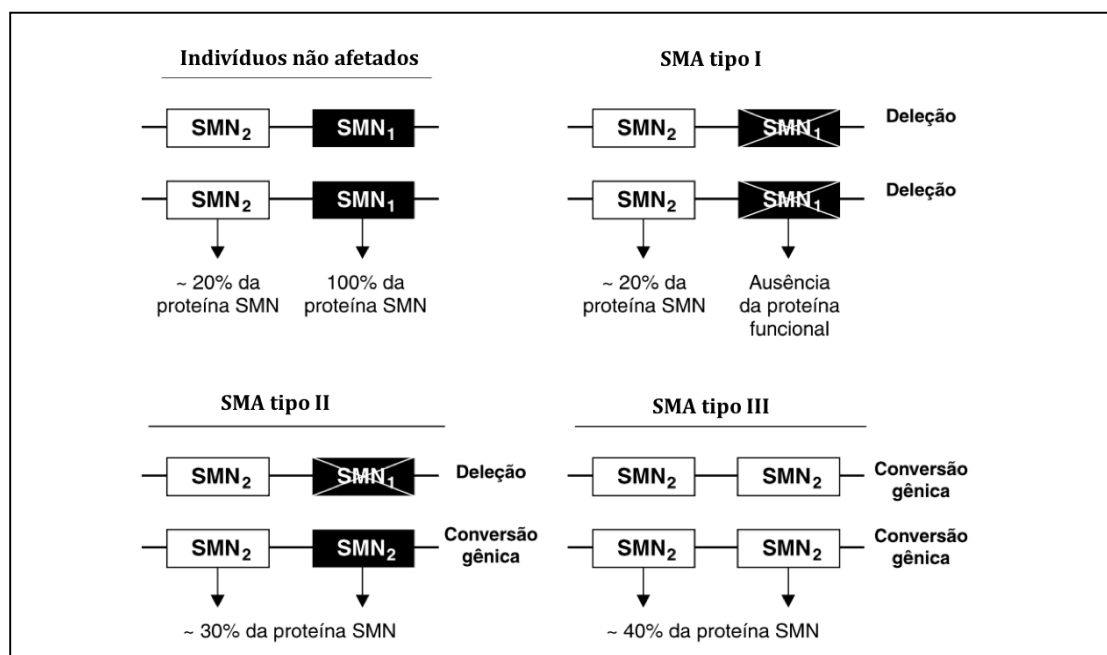 Indivíduos não afetados
SMN₂ SMN₁
SMN₂ SMN₁
~ 20% da
proteína SMN
100% da
proteína SMN
SMA tipo I
SMN₂ SMN₁ Deleção
SMN₂ SMN₁ Deleção
~ 20% da
proteína SMN
Ausência
da proteína
funcional
SMA tipo II
SMN₂ SMN₁ Deleção
SMN₂ SMN₂ Conversão
gênica
~ 30% da proteína SMN
SMA tipo III
SMN₂ SMN₂ Conversão
gênica
SMN₂ SMN₂ Conversão
gênica
~ 40% da proteína SMN